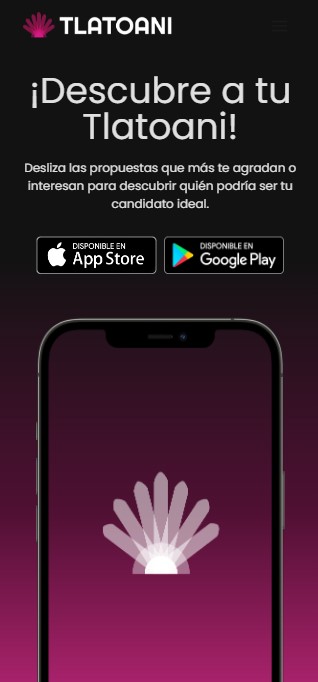 TLATOANI
¡Descubre a tu
Tlatoani!
Desliza las propuestas que más te agradan o
interesan para descubrir quién podría ser tu
candidato ideal.
DISPONIBLE EN
App Store
DISPONIBLE EN
Google Play